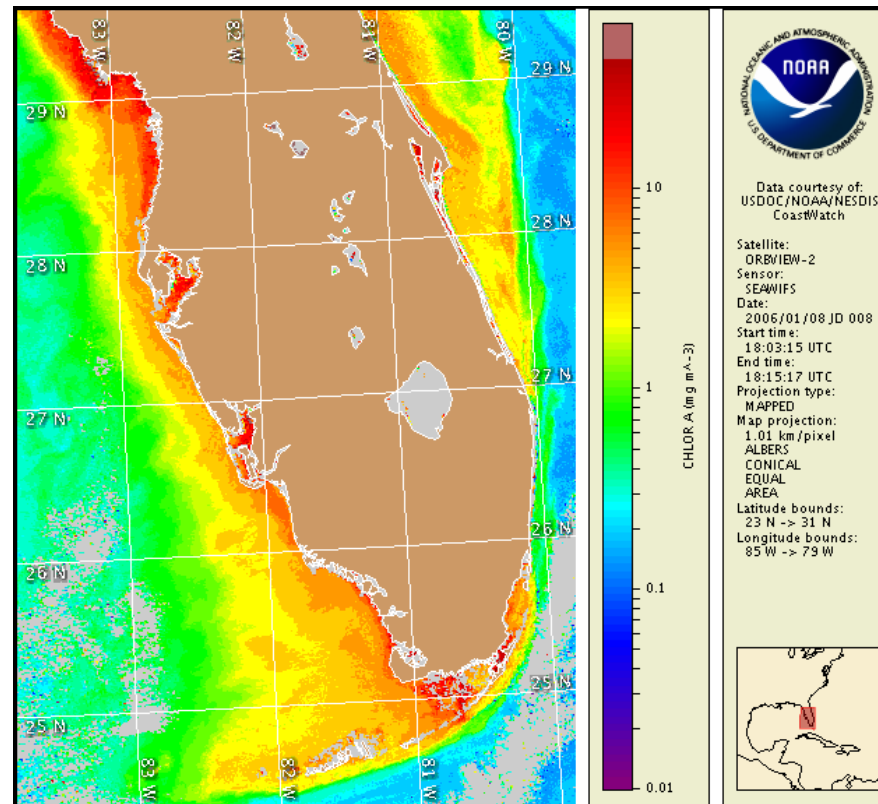 83 W
82 W
81 W
80 W
29 N
29 N
28 N
28 N
27 N
27 N
26 N
26 N
25 N
25 N
83 W
82 W
81 W
10
1
0.1
0.01
CHLOR A (mg m^-3)
NATIONAL OCEANIC AND ATMOSPHERIC ADMINISTRATION
NOAA
U.S. DEPARTMENT OF COMMERCE
Data courtesy of:
USDOC/NOAA/NESDIS
CoastWatch
Satellite:
ORBVIEW-2
Sensor:
SEAWIFS
Date:
2006/01/08 JD 008
Start time:
18:03:15 UTC
End time:
18:15:17 UTC
Projection type:
MAPPED
Map projection:
1.01 km/pixel
ALBERS
CONICAL
EQUAL
AREA
Latitude bounds:
23 N -> 31 N
Longitude bounds:
85 W -> 79 W